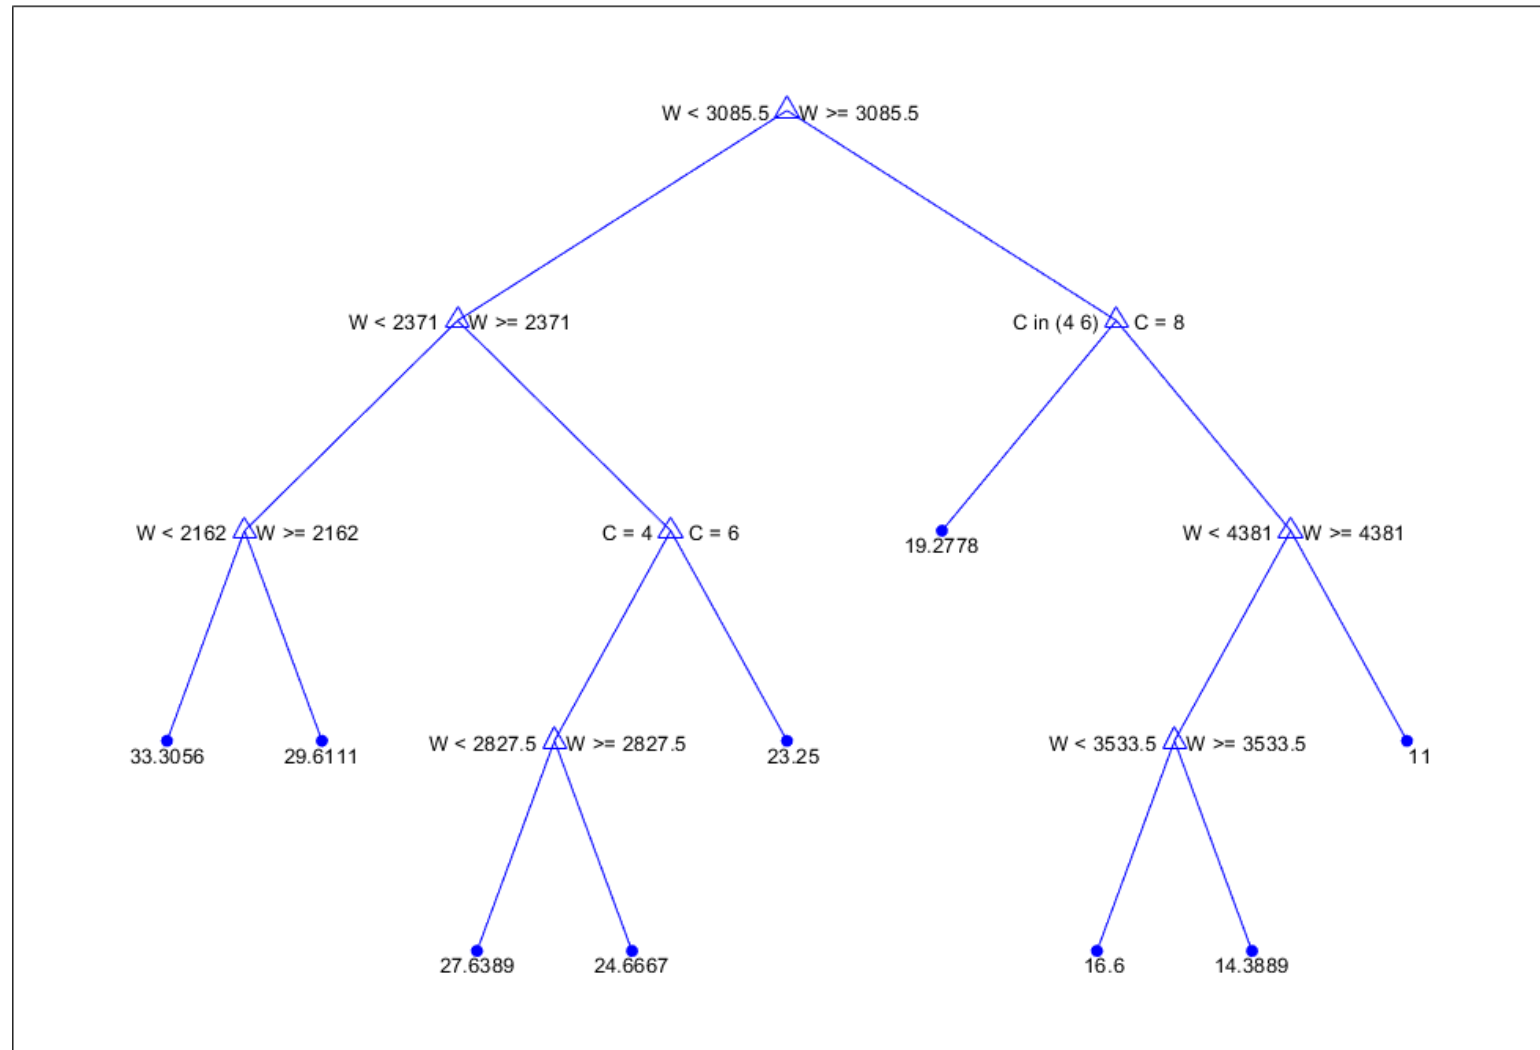 W < 3085.5 W >= 3085.5
W < 2371 W >= 2371
C in (4 6) C = 8
W < 2162 W >= 2162
C = 4 C = 6
19.2778
W < 4381 W >= 4381
33.3056
29.6111
W < 2827.5 W >= 2827.5
23.25
W < 3533.5 W >= 3533.5
11
27.6389
24.6667
16.6
14.3889